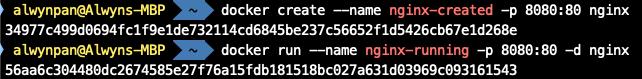 alwynpan@Alwyns-MBP ~ docker create --name nginx-created -p 8080:80 nginx
34977c499d0694fc1f9e1de732114cd6845be237c56652f1d5426cb67e1d268e
alwynpan@Alwyns-MBP ~ docker run --name nginx-running -p 8080:80 -d nginx
56aa6c304480dc2674585e27f76a15fdb181518bc027a631d03969c093161543